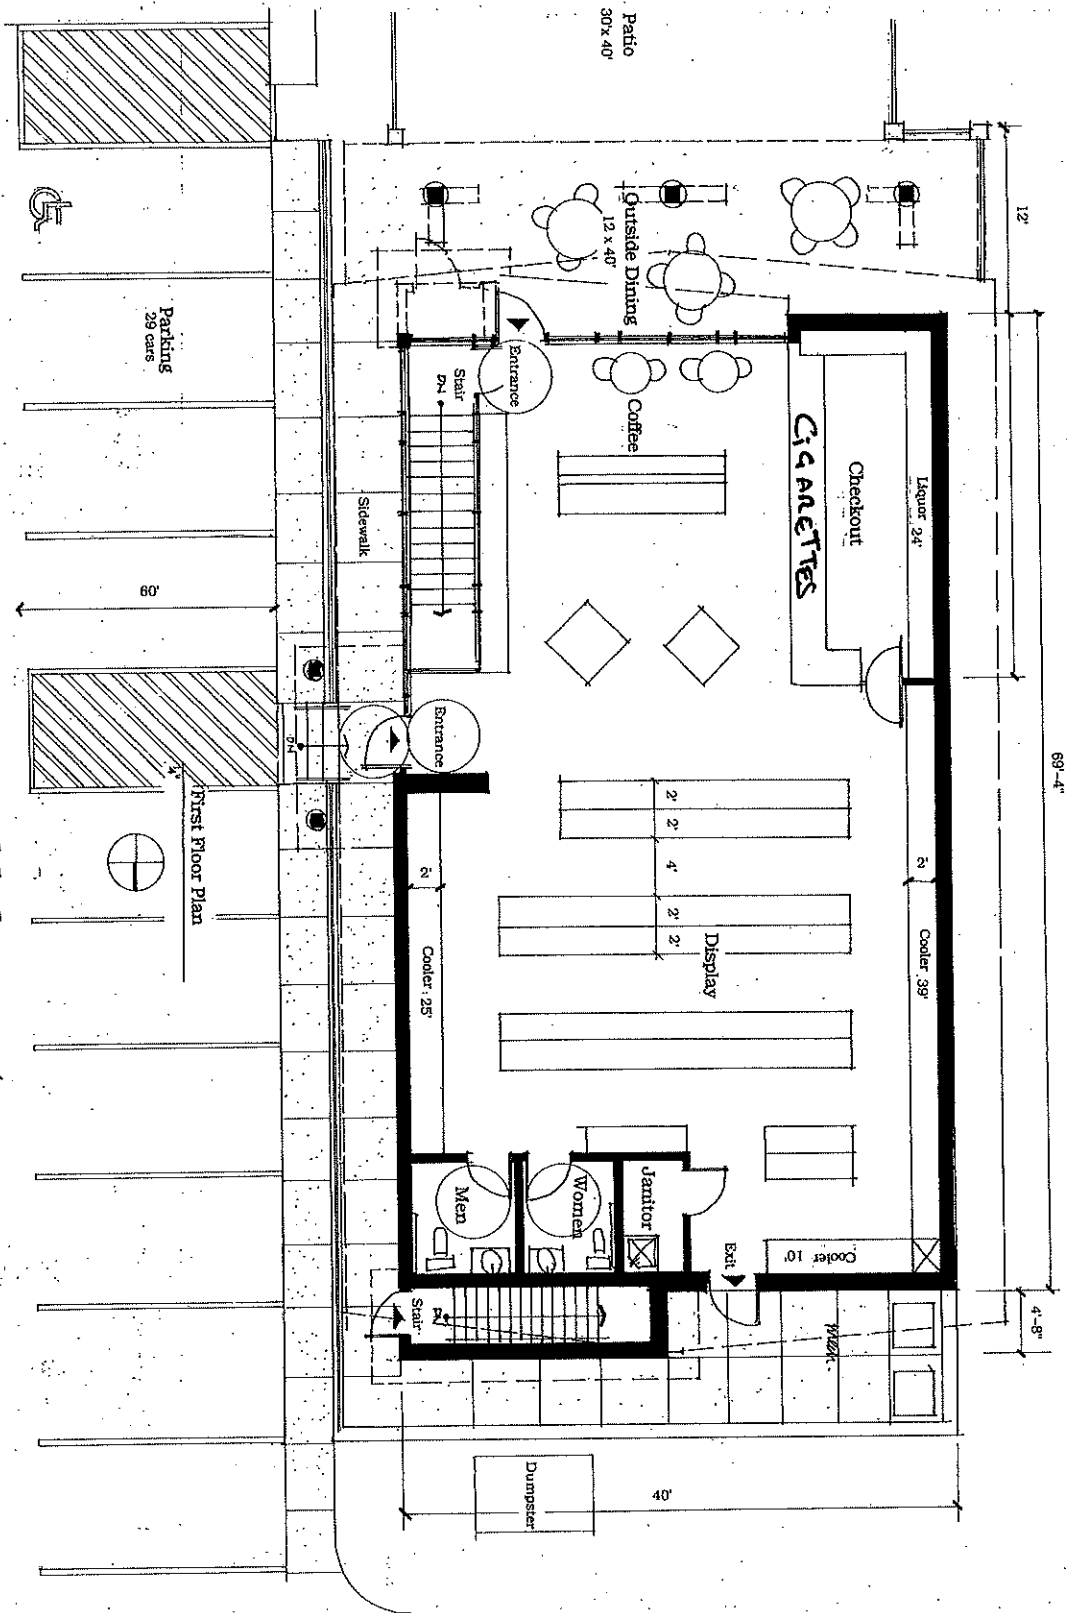 Patio
30'x 40'
12'
Outside Dining
12 x 40'
Entrance
Stair
DN
Coffee
CIGARETTES
Checkout
Liquor 24'
69'-4"
Sidewalk
Parking
29 cars
60'
Entrance
DN
First Floor Plan
2'
2'
4'
2'
2'
Display
2'
Cooler 39'
2'
Cooler 25'
Men
Women
Janitor
Exit
Cooler 10'
Stair
4'-8"
40'
Dumpster